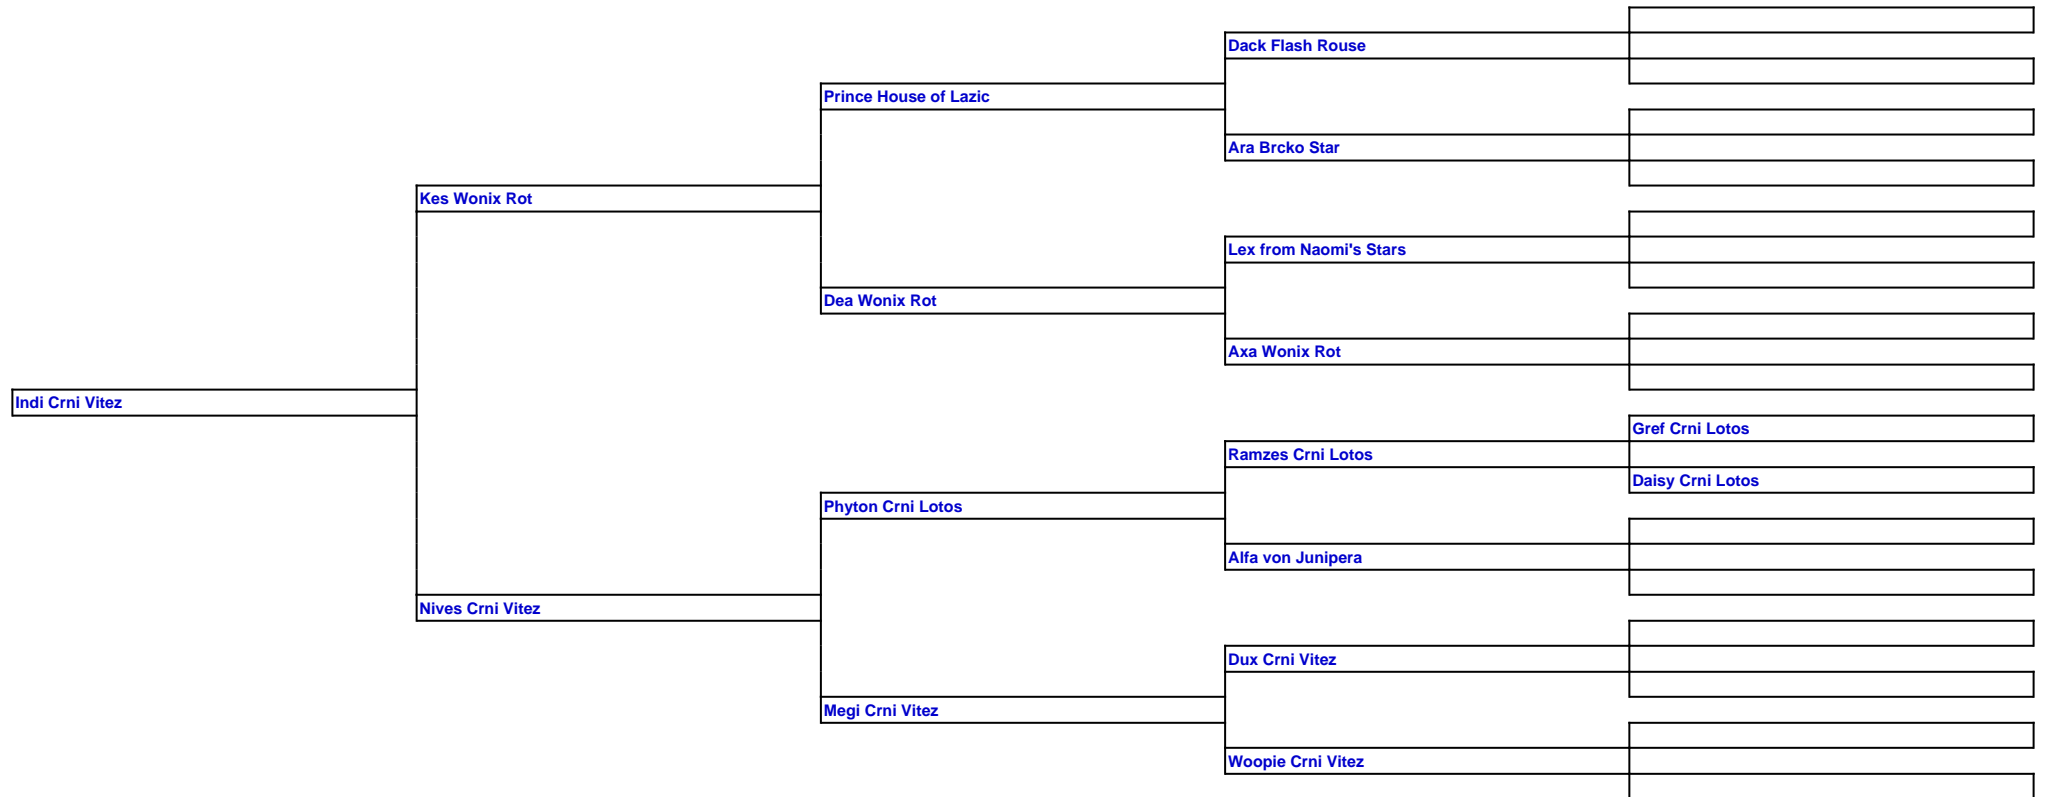 Dack Flash Rouse
Prince House of Lazic
Ara Brcko Star
Kes Wonix Rot
Lex from Naomi's Stars
Dea Wonix Rot
Axa Wonix Rot
Indi Crni Vitez
Gref Crni Lotos
Ramzes Crni Lotos
Daisy Crni Lotos
Phyton Crni Lotos
Alfa von Junipera
Nives Crni Vitez
Dux Crni Vitez
Megi Crni Vitez
Woopie Crni Vitez